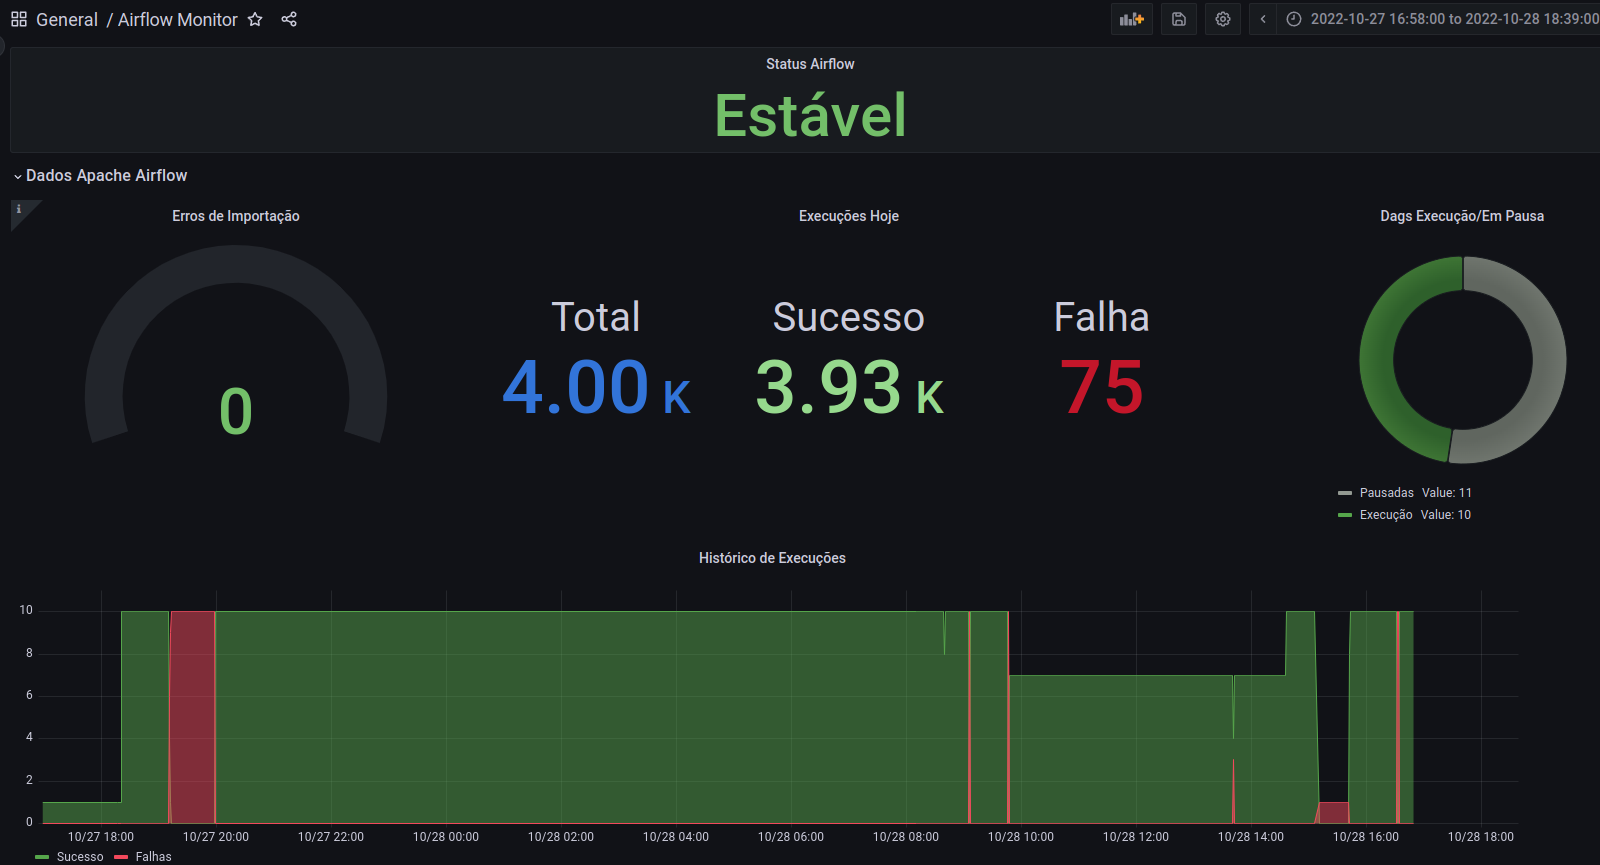 General / Airflow Monitor
2022-10-27 16:58:00 to 2022-10-28 18:39:00
Status Airflow
Estável
Dados Apache Airflow
i
Erros de Importação
0
Execuções Hoje
Total Sucesso Falha
4.00 K 3.93 K 75
Dags Execução/Em Pausa
Pausadas Value: 11
Execução Value: 10
Histórico de Execuções
10
8
6
4
2
0
10/27 18:00 10/27 20:00 10/27 22:00 10/28 00:00 10/28 02:00 10/28 04:00 10/28 06:00 10/28 08:00 10/28 10:00 10/28 12:00 10/28 14:00 10/28 16:00 10/28 18:00
Sucesso Falhas